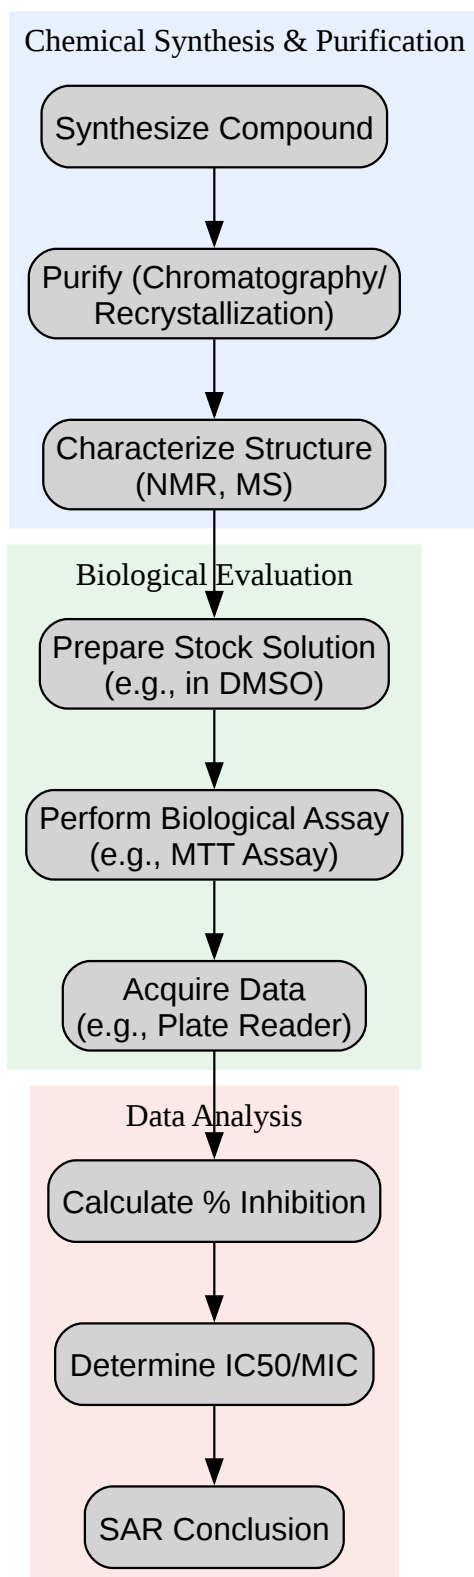 Chemical Synthesis & Purification
Synthesize Compound
Purify (Chromatography/
Recrystallization)
Characterize Structure
(NMR, MS)
Biological Evaluation
Prepare Stock Solution
(e.g., in DMSO)
Perform Biological Assay
(e.g., MTT Assay)
Acquire Data
(e.g., Plate Reader)
Data Analysis
Calculate % Inhibition
Determine IC50/MIC
SAR Conclusion